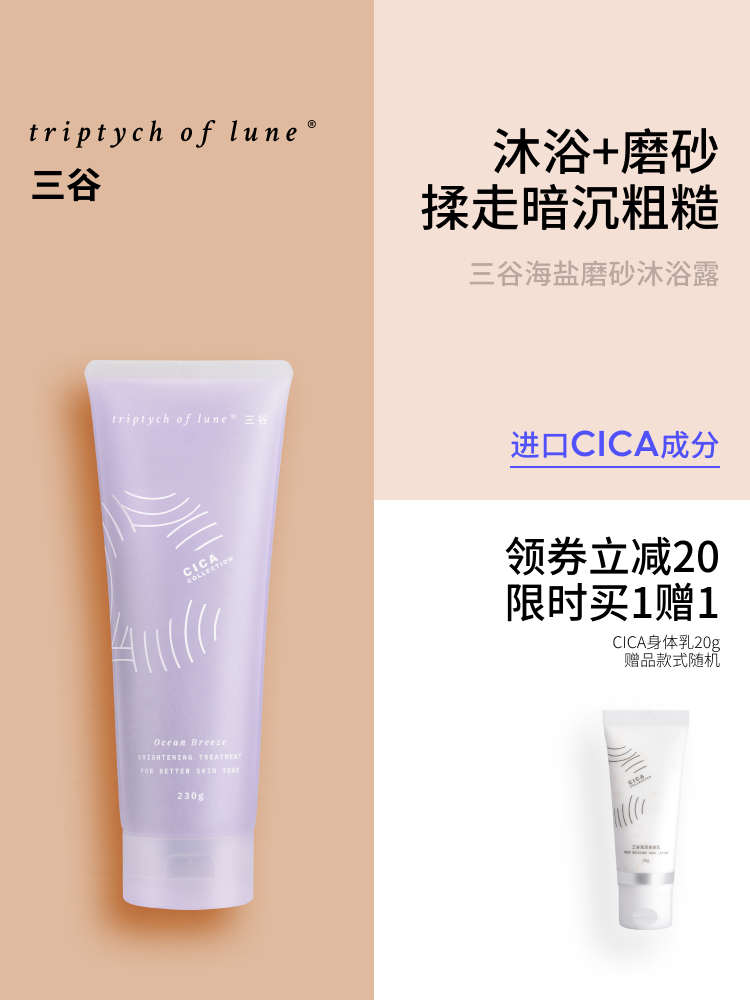 triptych of lune®
三谷
沐浴+磨砂
揉走暗沉粗糙
三谷海盐磨砂沐浴露
进口CICA成分
triptych of lune® 三谷
CICA
COLLECTION
Ocean Breeze
BRIGHTENING TREATMENT
FOR BETTER SKIN TONE
230g
领券立减20
限时买1赠1
CICA身体乳20g
赠品款式随机
CICA
COLLECTION